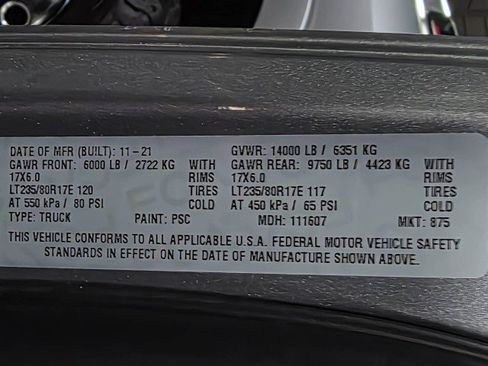 DATE OF MFR (BUILT): 11-21 GVWR: 14000 LB / 6351 KG
GAWR FRONT: 6000 LB / 2722 KG WITH GAWR REAR: 9750 LB / 4423 KG WITH
17X6.0 RIMS 17X6.0 RIMS
LT235/80R17E 120 TIRES LT235/80R17E 117 TIRES
AT 550 kPa / 80 PSI COLD AT 450 kPa / 65 PSI COLD
TYPE: TRUCK PAINT: PSC MDH: 111607 MKT: 875
THIS VEHICLE CONFORMS TO ALL APPLICABLE U.S.A. FEDERAL MOTOR VEHICLE SAFETY
STANDARDS IN EFFECT ON THE DATE OF MANUFACTURE SHOWN ABOVE.